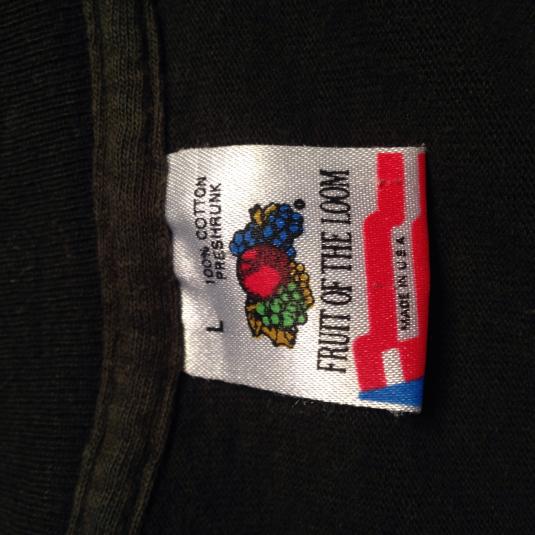 L
100% COTTON
PRESHRUNK
FRUIT OF THE LOOM
MADE IN U.S.A.